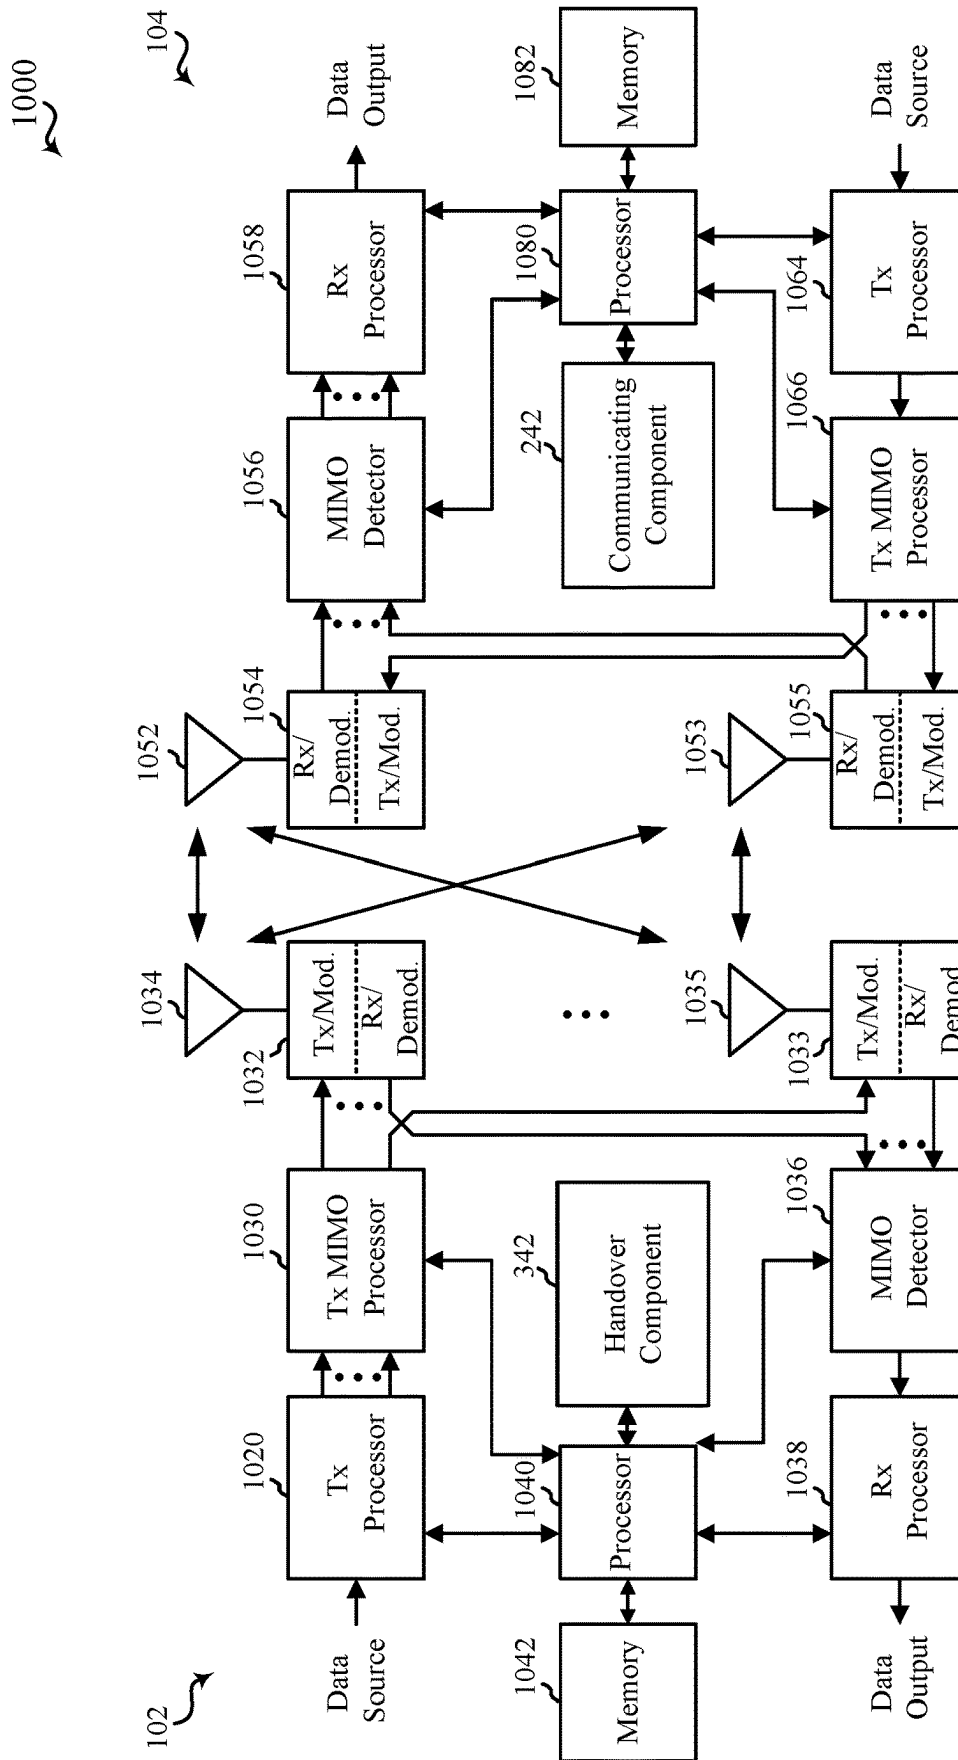 1000
102
104
Data
Source
1020
Tx
Processor
1030
Tx MIMO
Processor
1032
Tx/Mod.
Rx/
Demod.
1034
1052
1054
Rx/
Demod.
Tx/Mod.
1056
MIMO
Detector
1058
Rx
Processor
Data
Output
1042
Memory
1040
Processor
342
Handover
Component
242
Communicating
Component
1080
Processor
1082
Memory
Data
Output
1038
Rx
Processor
1036
MIMO
Detector
1033
Tx/Mod.
Rx/
Demod.
1035
1053
1055
Rx/
Demod.
Tx/Mod.
1066
Tx MIMO
Processor
1064
Tx
Processor
Data
Source